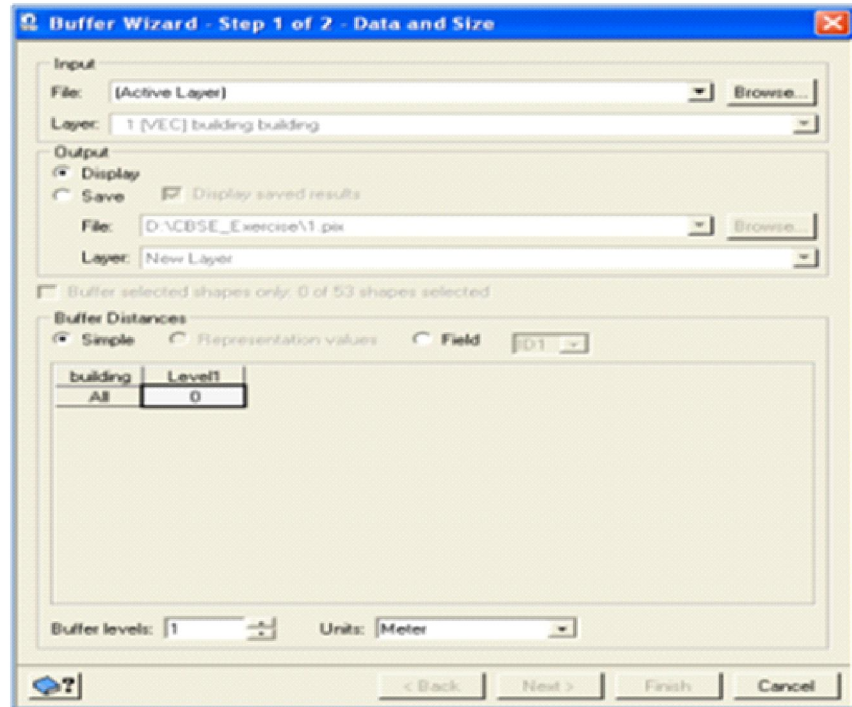 Buffer Wizard - Step 1 of 2 - Data and Size
Input
File: (Active Layer) Browse...
Layer: 1 [VEC] building:building
Output
Display
Save Display saved results
File: D:\CBSE_Exercise\1.pix Browse...
Layer: New Layer
Buffer selected shapes only: 0 of 53 shapes selected
Buffer Distances
Simple Representation values Field ID1
building Level1
All 0
Buffer levels: 1 Units: Meter
? < Back Next > Finish Cancel